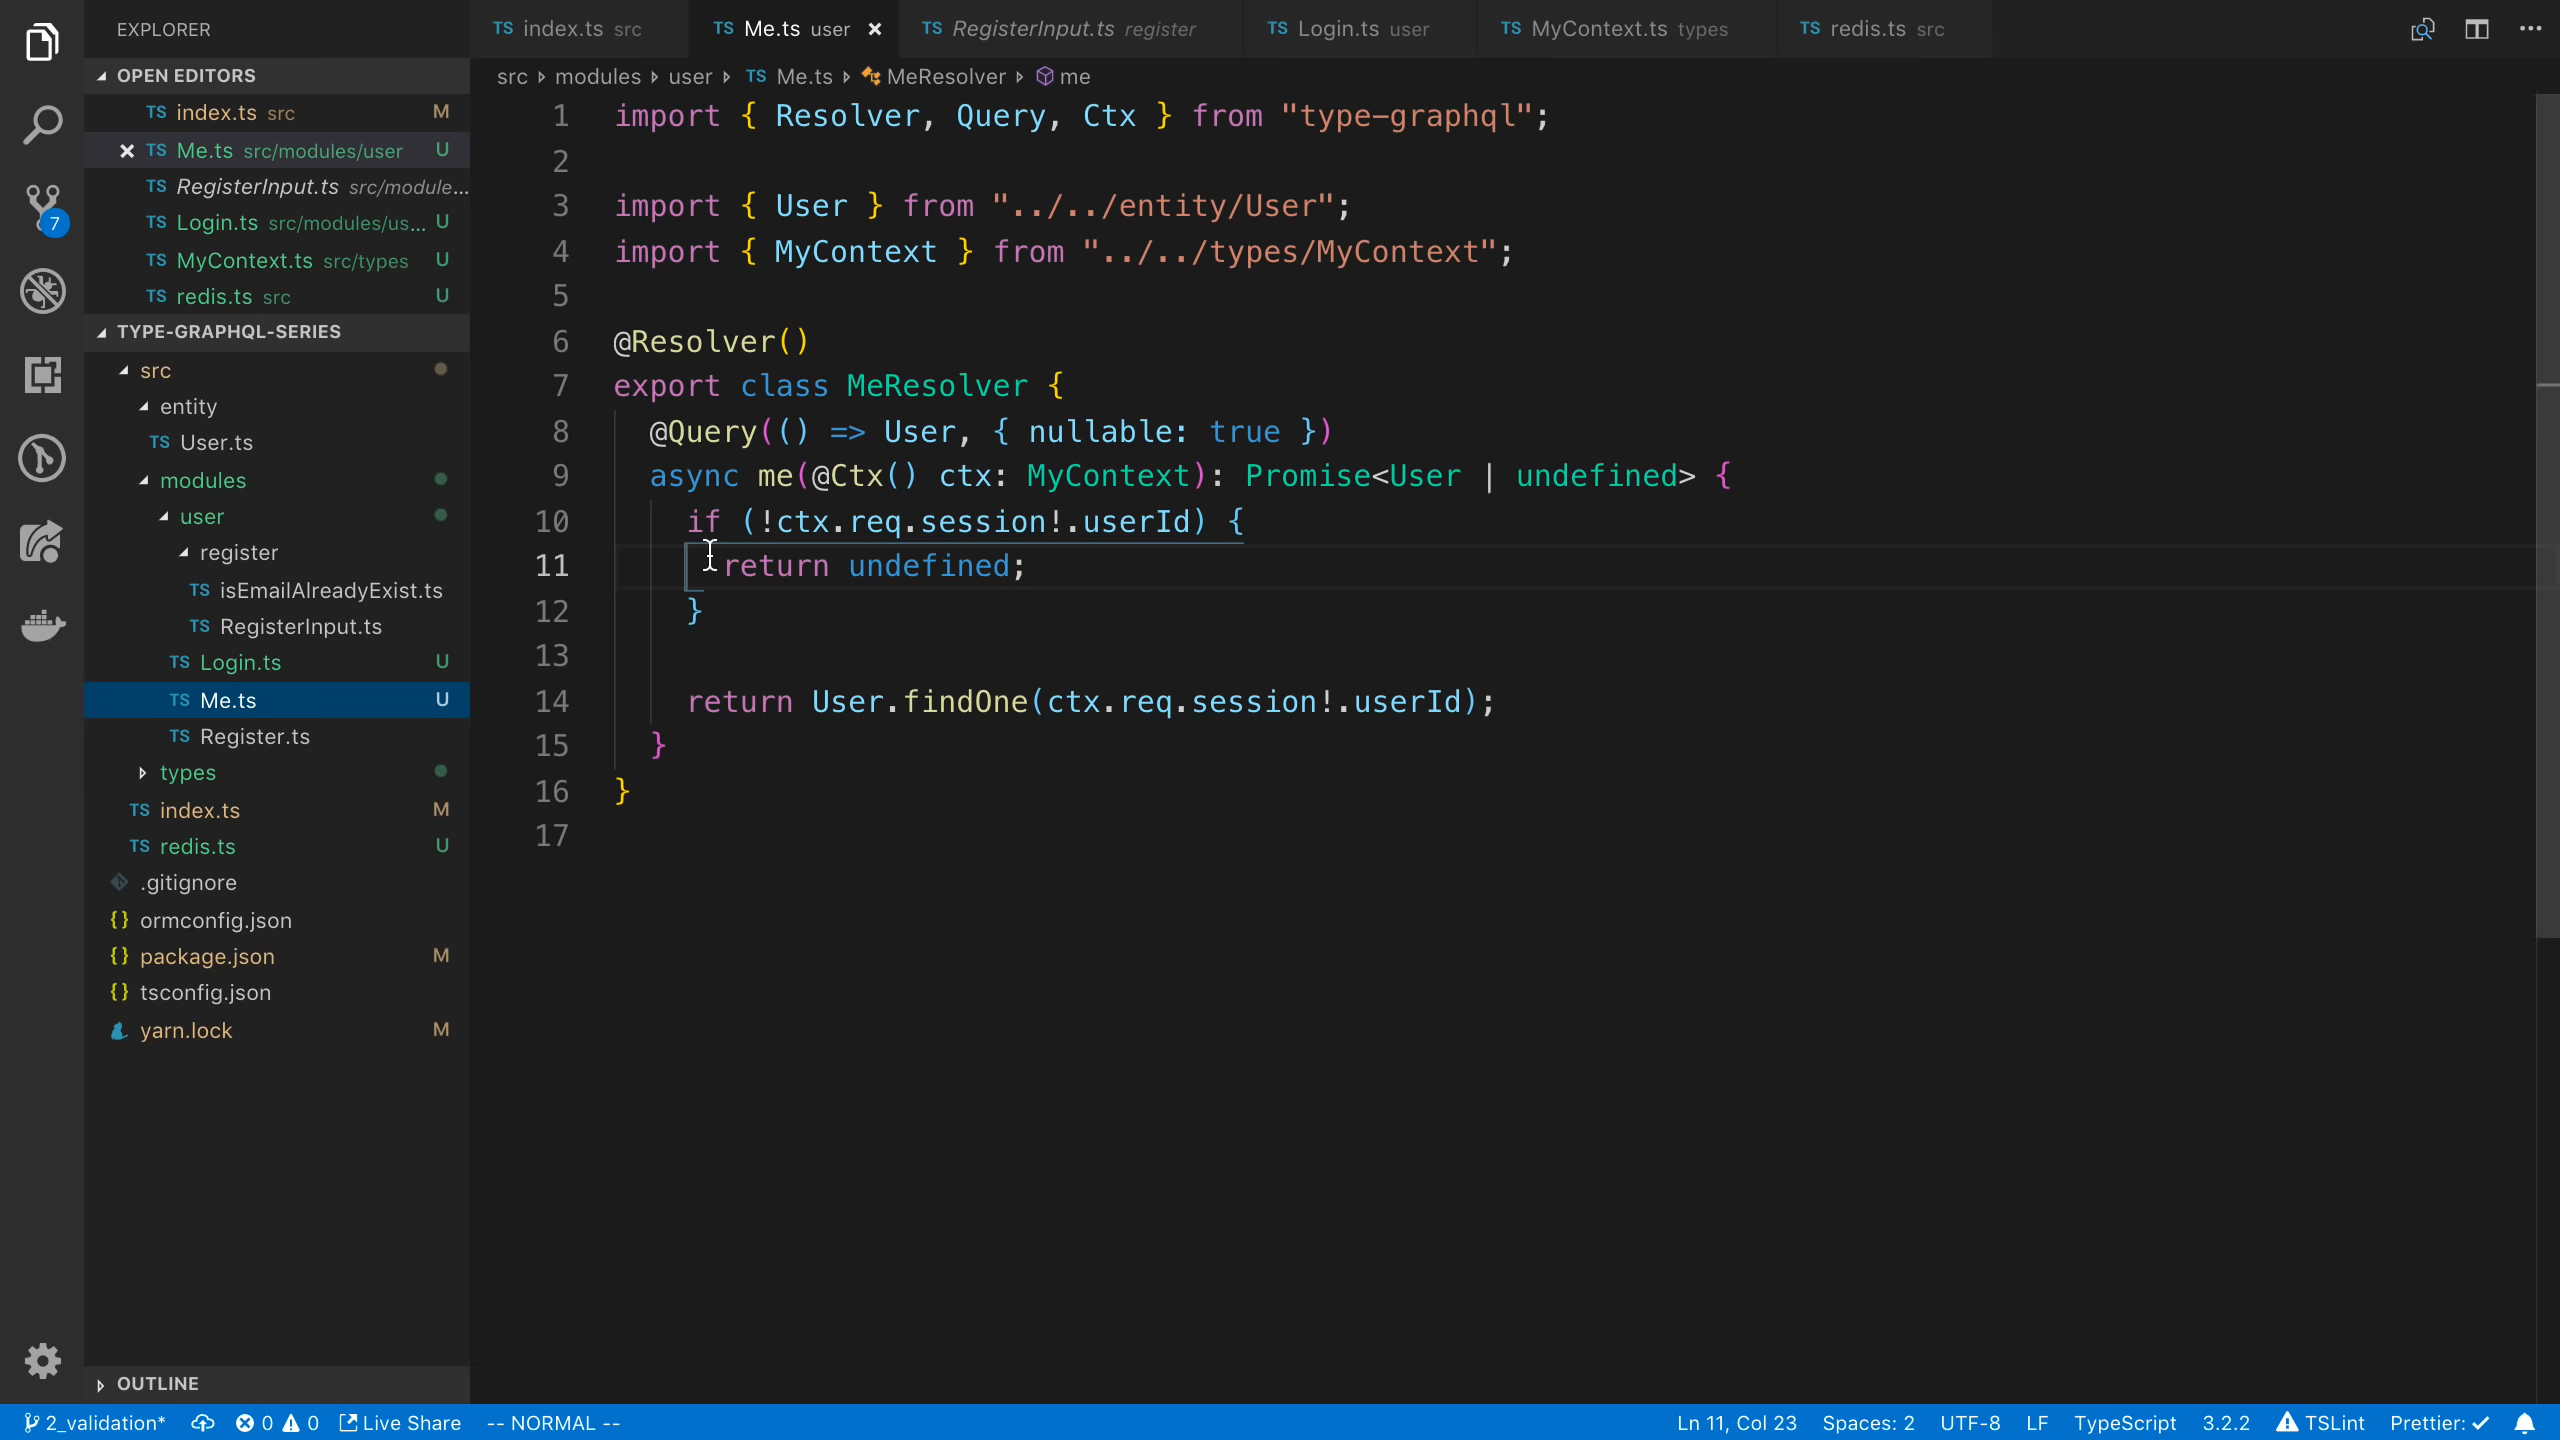 EXPLORER
OPEN EDITORS
TS index.ts src M
TS Me.ts src/modules/user U
TS RegisterInput.ts src/module...
TS Login.ts src/modules/us... U
TS MyContext.ts src/types U
TS redis.ts src U
TYPE-GRAPHQL-SERIES
src
entity
TS User.ts
modules
user
register
TS isEmailAlreadyExist.ts
TS RegisterInput.ts
TS Login.ts U
TS Me.ts U
TS Register.ts
types
TS index.ts M
TS redis.ts U
.gitignore
{} ormconfig.json
{} package.json M
{} tsconfig.json
yarn.lock M
OUTLINE
7
TS index.ts src TS Me.ts user TS RegisterInput.ts register TS Login.ts user TS MyContext.ts types TS redis.ts src
src modules user TS Me.ts MeResolver me
1 import { Resolver, Query, Ctx } from "type-graphql";
2
3 import { User } from "../../entity/User";
4 import { MyContext } from "../../types/MyContext";
5
6 @Resolver()
7 export class MeResolver {
8 @Query(() => User, { nullable: true })
9 async me(@Ctx() ctx: MyContext): Promise<User | undefined> {
10 if (!ctx.req.session!.userId) {
11 return undefined;
12 }
13
14 return User.findOne(ctx.req.session!.userId);
15 }
16 }
17
2_validation* 0 0 Live Share -- NORMAL -- Ln 11, Col 23 Spaces: 2 UTF-8 LF TypeScript 3.2.2 TSLint Prettier: ✓